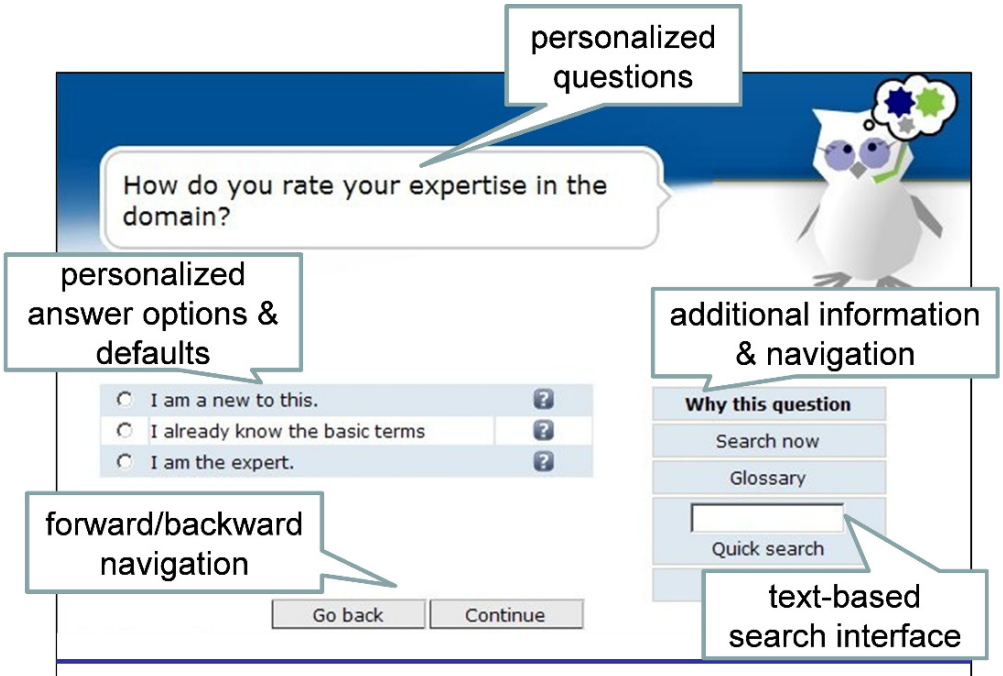 personalized
questions
How do you rate your expertise in the
domain?
personalized
answer options &
defaults
additional information
& navigation
I am a new to this.
?
I already know the basic terms
?
I am the expert.
?
Why this question
Search now
Glossary
Quick search
forward/backward
navigation
Go back
Continue
text-based
search interface